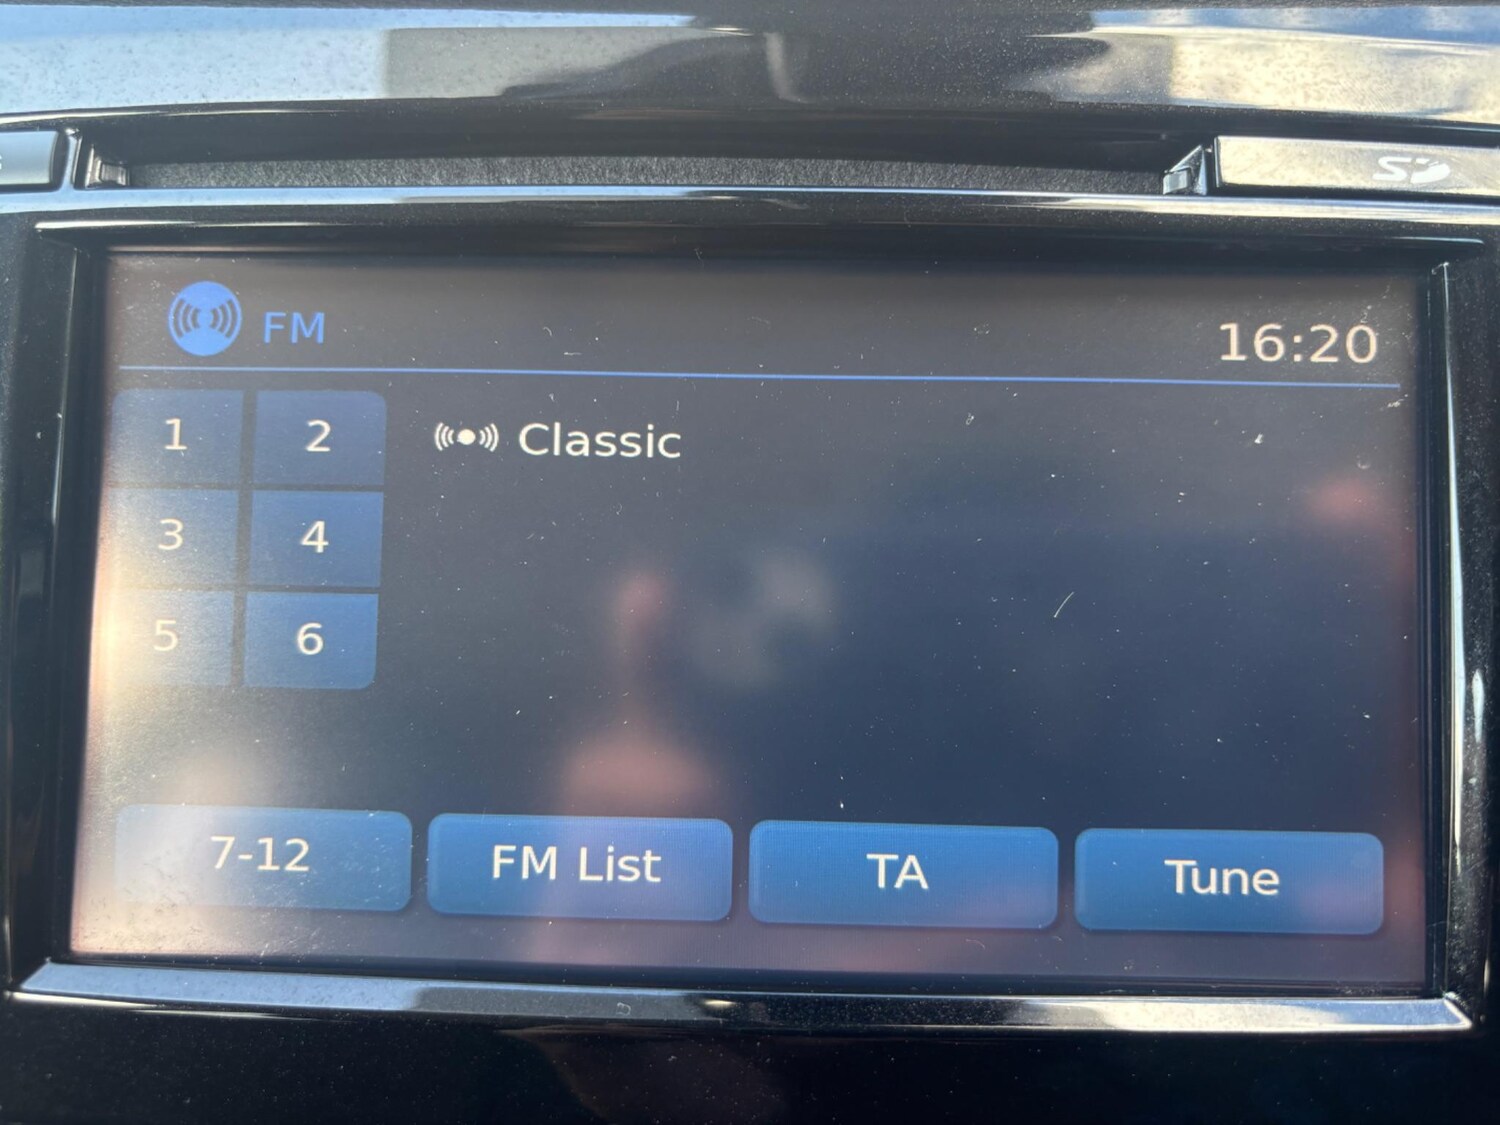 SD
FM
16:20
1 2
Classic
3 4
5 6
7-12
FM List
TA
Tune